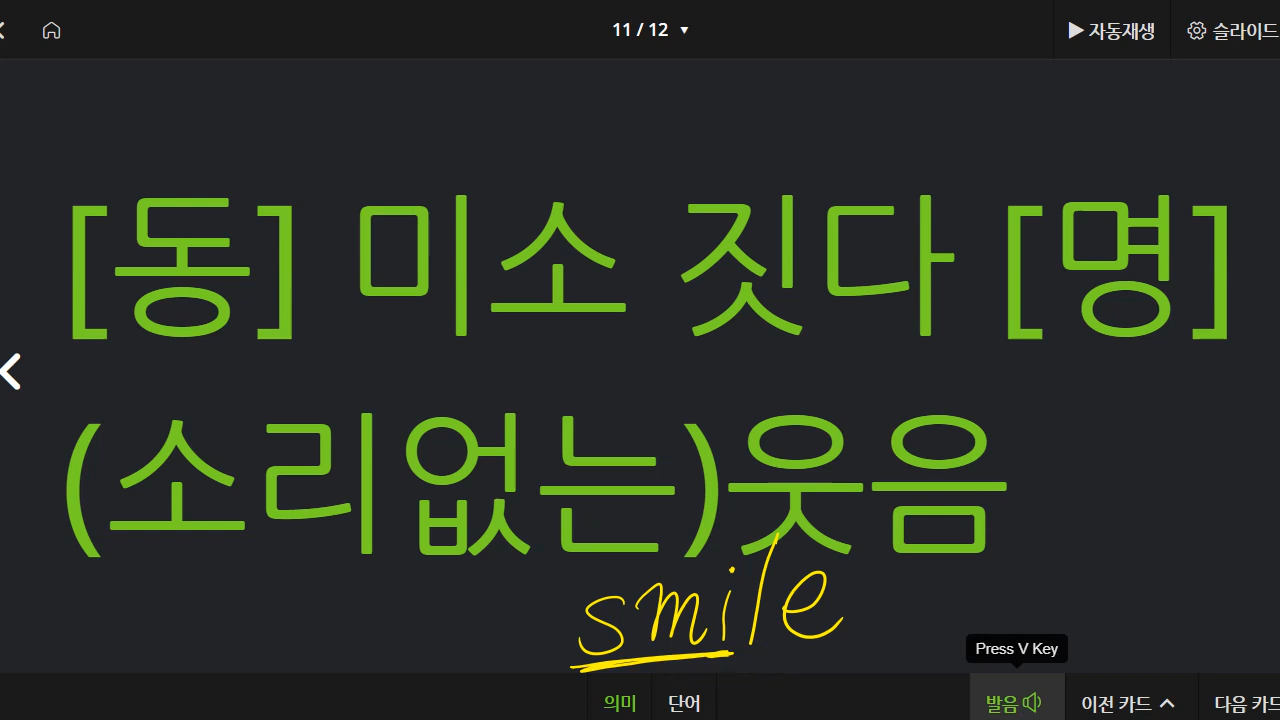 11 / 12 ▼
▶ 자동재생
슬라이드
[동] 미소 짓다 [명]
(소리없는)웃음
smile
Press V Key
의미
단어
발음
이전 카드
다음 카드